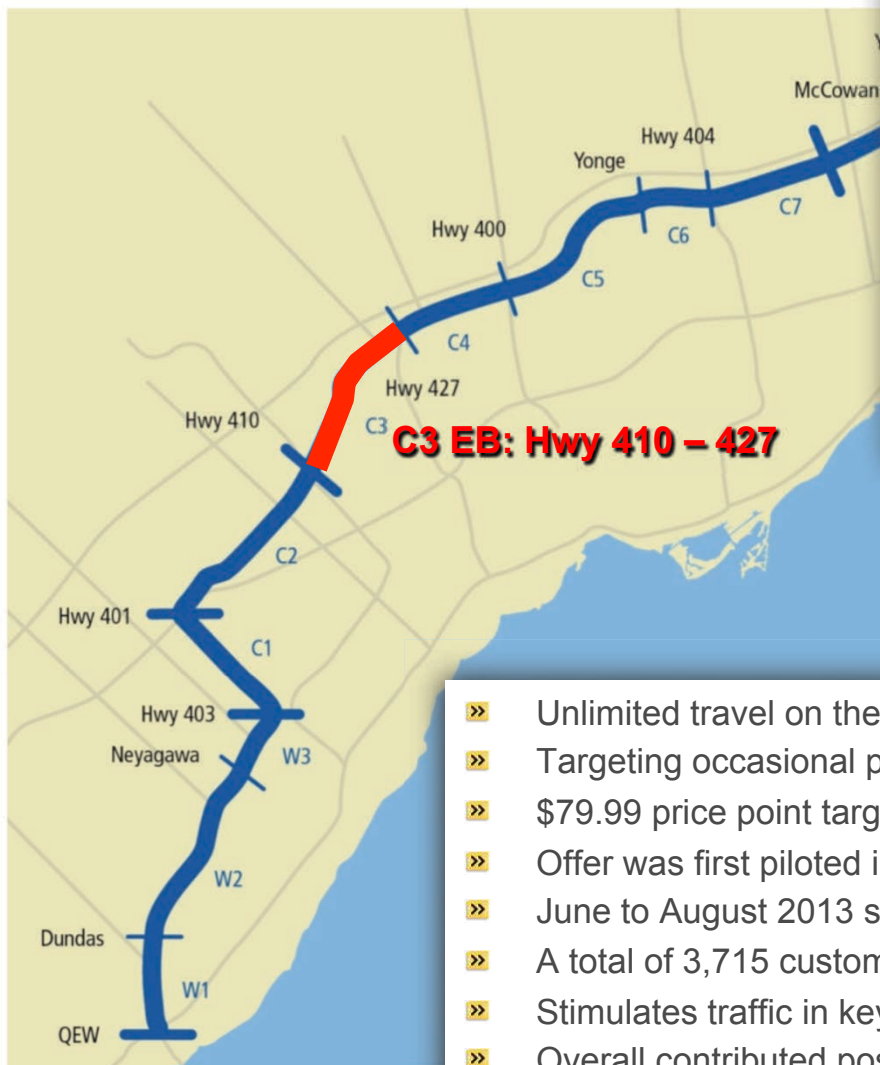 McCowan
Hwy 404
Yonge
C7
C6
Hwy 400
C5
C4
Hwy 427
Hwy 410
C3
C3 EB: Hwy 410 – 427
C2
Hwy 401
C1
Hwy 403
Neyagawa
W3
W2
Dundas
W1
QEW
Unlimited travel on the
Targeting occasional
$79.99 price point
Offer was first piloted
June to August 2013
A total of 3,715
Stimulates traffic in
Overall contributed